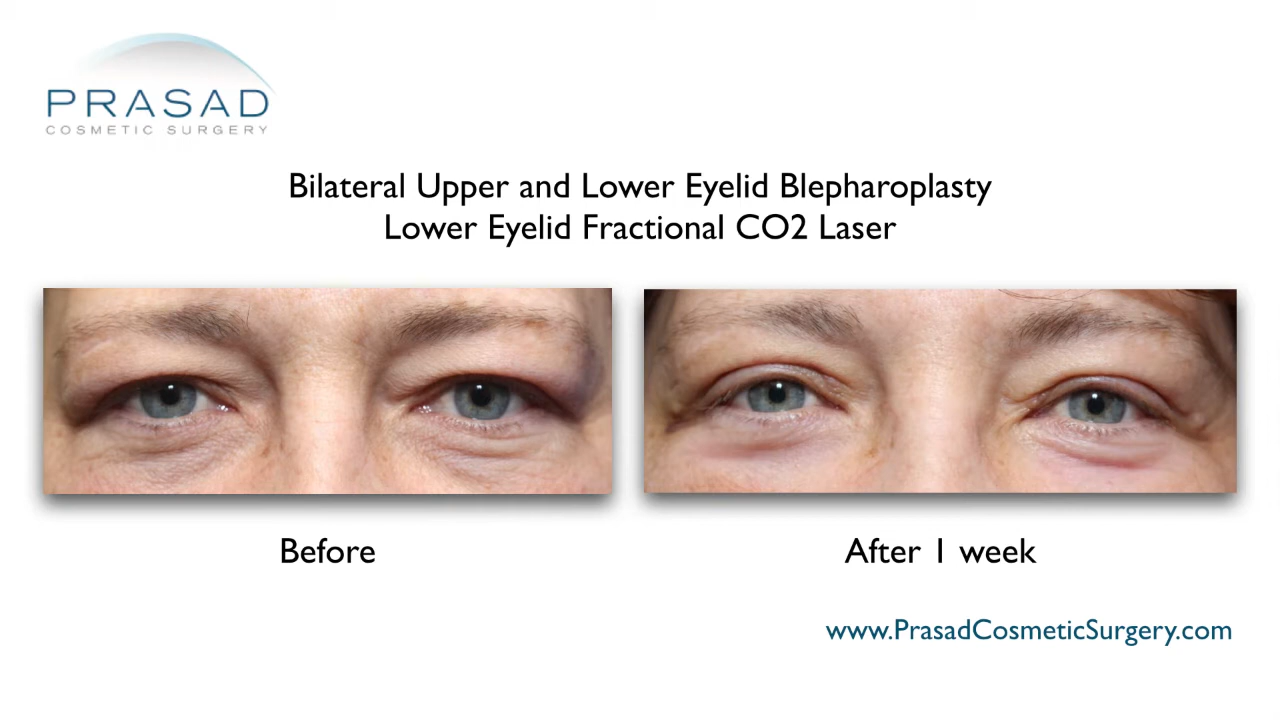 PRASAD
COSMETIC SURGERY
Bilateral Upper and Lower Eyelid Blepharoplasty
Lower Eyelid Fractional CO2 Laser
Before
After 1 week
www.PrasadCosmeticSurgery.com